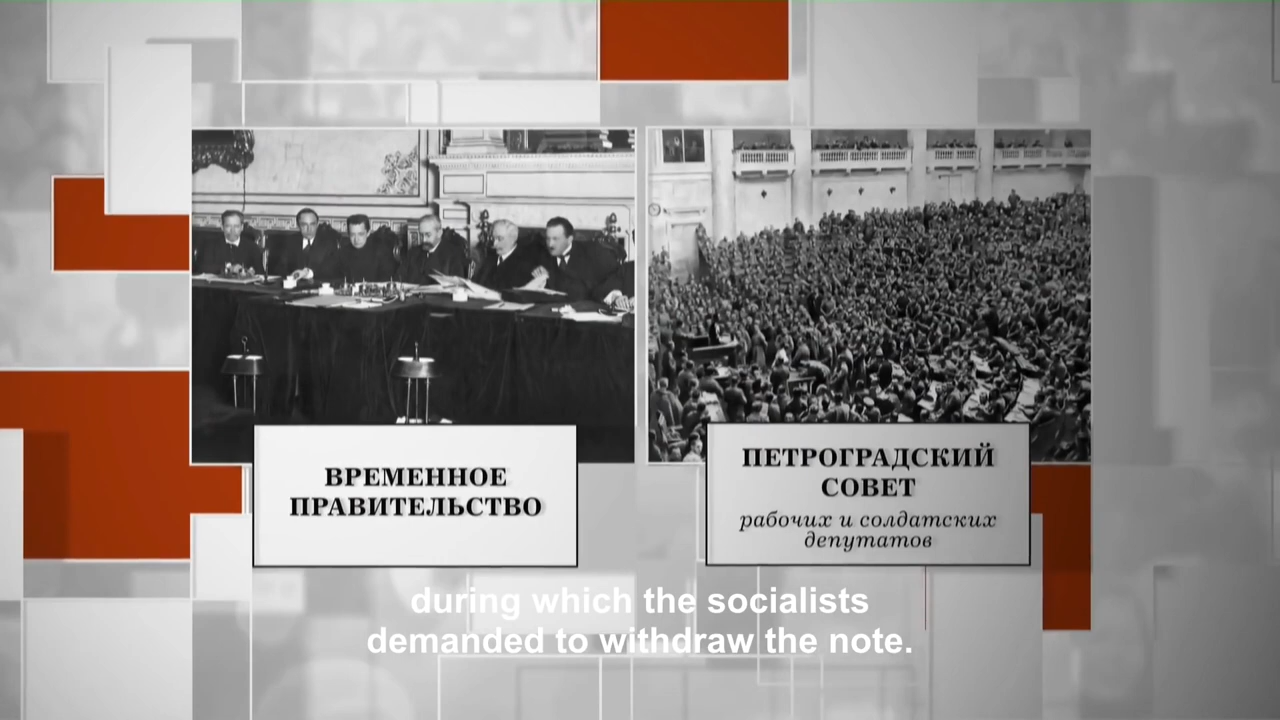 ВРЕМЕННОЕ
ПРАВИТЕЛЬСТВО
ПЕТРОГРАДСКИЙ
СОВЕТ
рабочих и солдатских
депутатов
during which the socialists
demanded to withdraw the note.